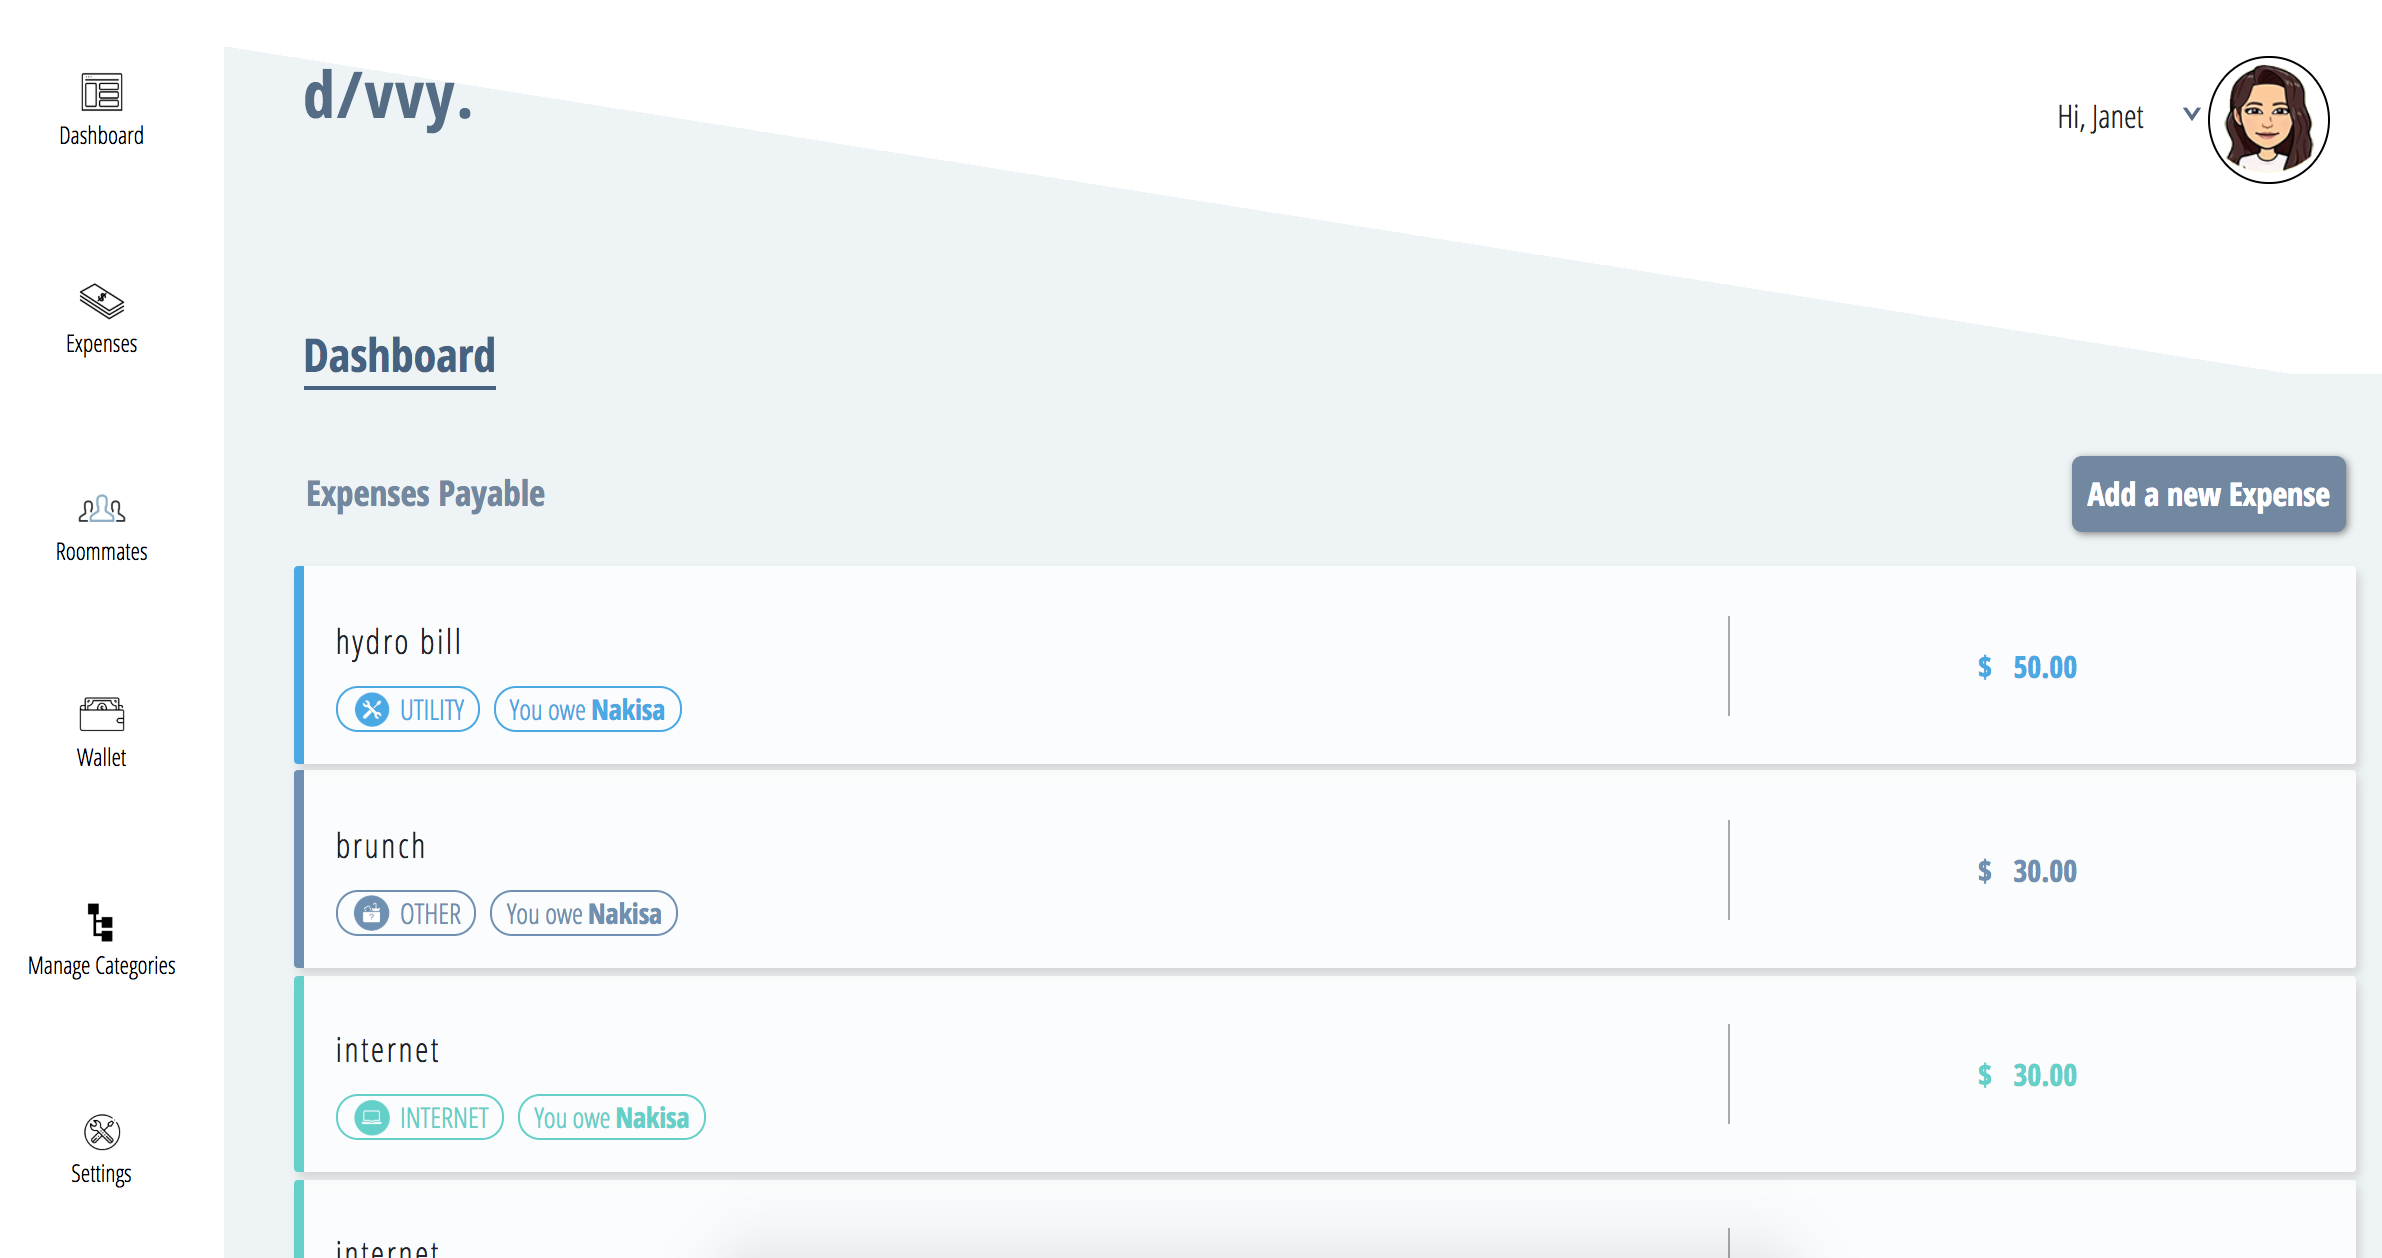 d/vvy.
Hi, Janet
Dashboard
Expenses
Roommates
Wallet
Manage Categories
Settings
Dashboard
Expenses Payable
Add a new Expense
hydro bill
$ 50.00
UTILITY
You owe Nakisa
brunch
$ 30.00
OTHER
You owe Nakisa
internet
$ 30.00
INTERNET
You owe Nakisa
internet